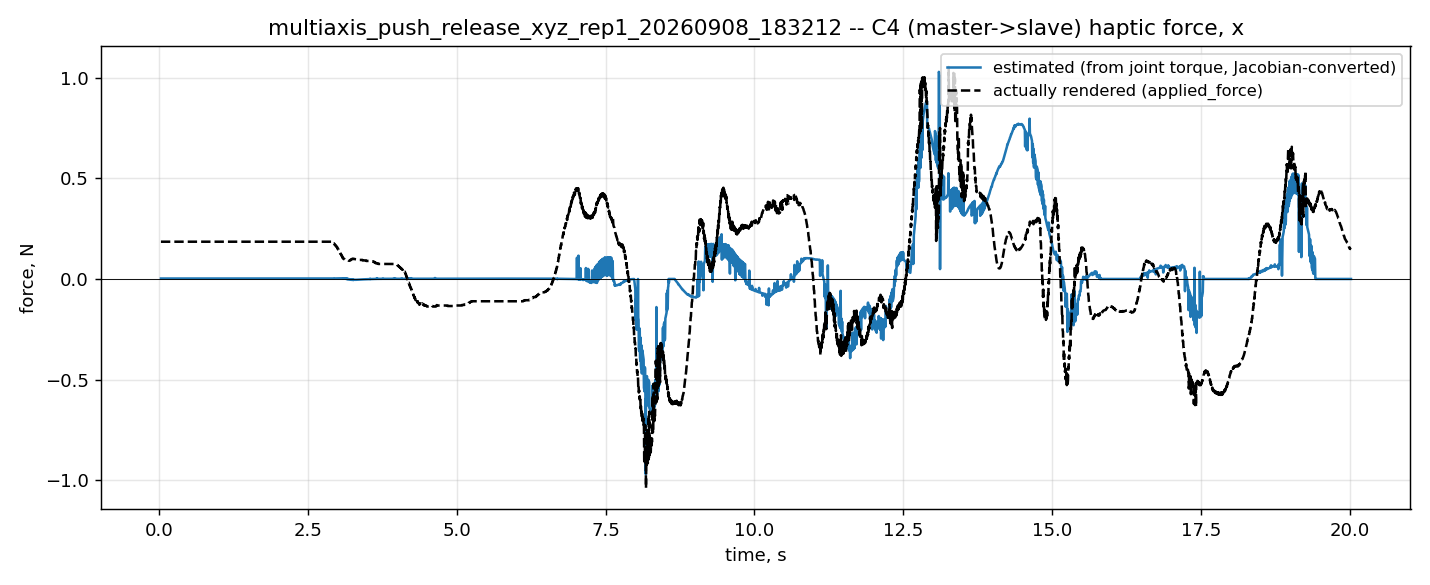 multiaxis_push_release_xyz_rep1_20260908_183212 -- C4 (master->slave) haptic force, x
estimated (from joint torque, Jacobian-converted)
actually rendered (applied_force)
force, N
1.0
0.5
0.0
−0.5
−1.0
0.0 2.5 5.0 7.5 10.0 12.5 15.0 17.5 20.0
time, s